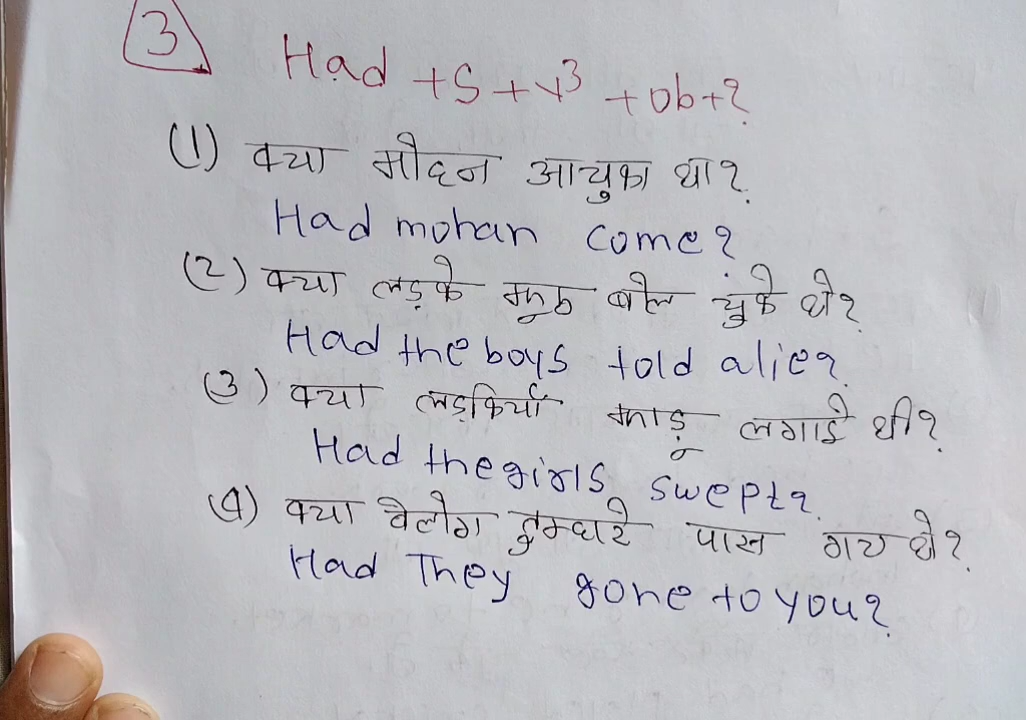 3 Had + S + v3 + ob + ?
(1) क्या मोहन आचुका था?
Had mohan come?
(2) क्या लड़के झूठ बोल चुके थे?
Had the boys told alie?
(3) क्या लड़कियाँ झाड़ू लगाई थी?
Had the girls swept?
(4) क्या वेलोग तुम्हारे पास गए थे?
Had They gone to you?